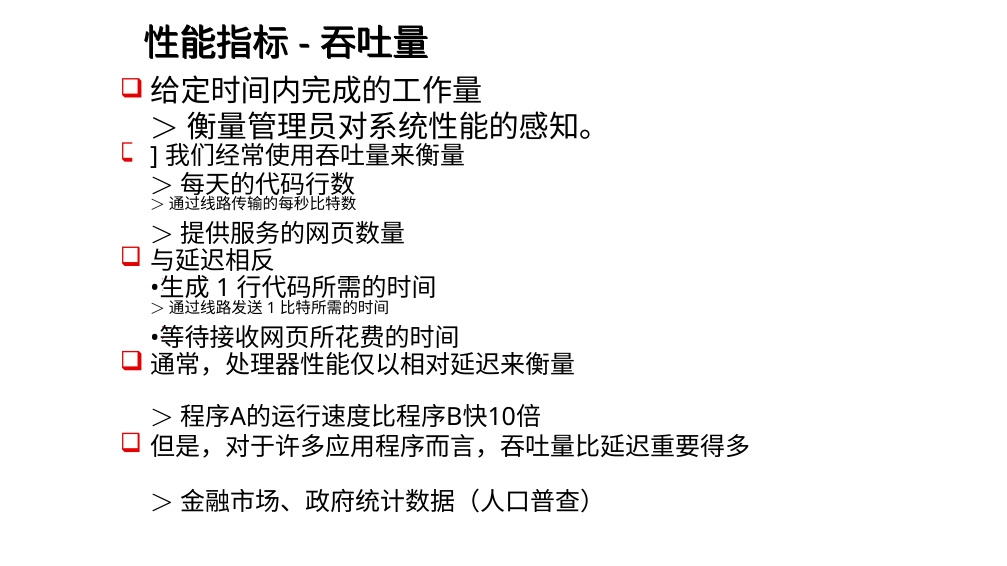 性能指标 - 吞吐量
给定时间内完成的工作量
＞ 衡量管理员对系统性能的感知。
] 我们经常使用吞吐量来衡量
＞ 每天的代码行数
＞ 通过线路传输的每秒比特数
＞ 提供服务的网页数量
与延迟相反
•生成 1 行代码所需的时间
＞ 通过线路发送 1 比特所需的时间
•等待接收网页所花费的时间
通常，处理器性能仅以相对延迟来衡量
＞ 程序A的运行速度比程序B快10倍
但是，对于许多应用程序而言，吞吐量比延迟重要得多
＞ 金融市场、政府统计数据（人口普查）